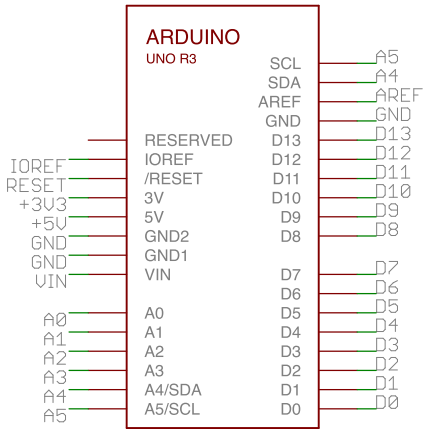 ARDUINO
UNO R3
SCL A5
SDA A4
AREF AREF
GND GND
RESERVED D13 D13
IOREF IOREF D12 D12
RESET /RESET D11 D11
+3V3 3V D10 D10
+5V 5V D9 D9
GND GND2 D8 D8
GND GND1
VIN VIN D7 D7
D6 D6
A0 A0 D5 D5
A1 A1 D4 D4
A2 A2 D3 D3
A3 A3 D2 D2
A4 A4/SDA D1 D1
A5 A5/SCL D0 D0